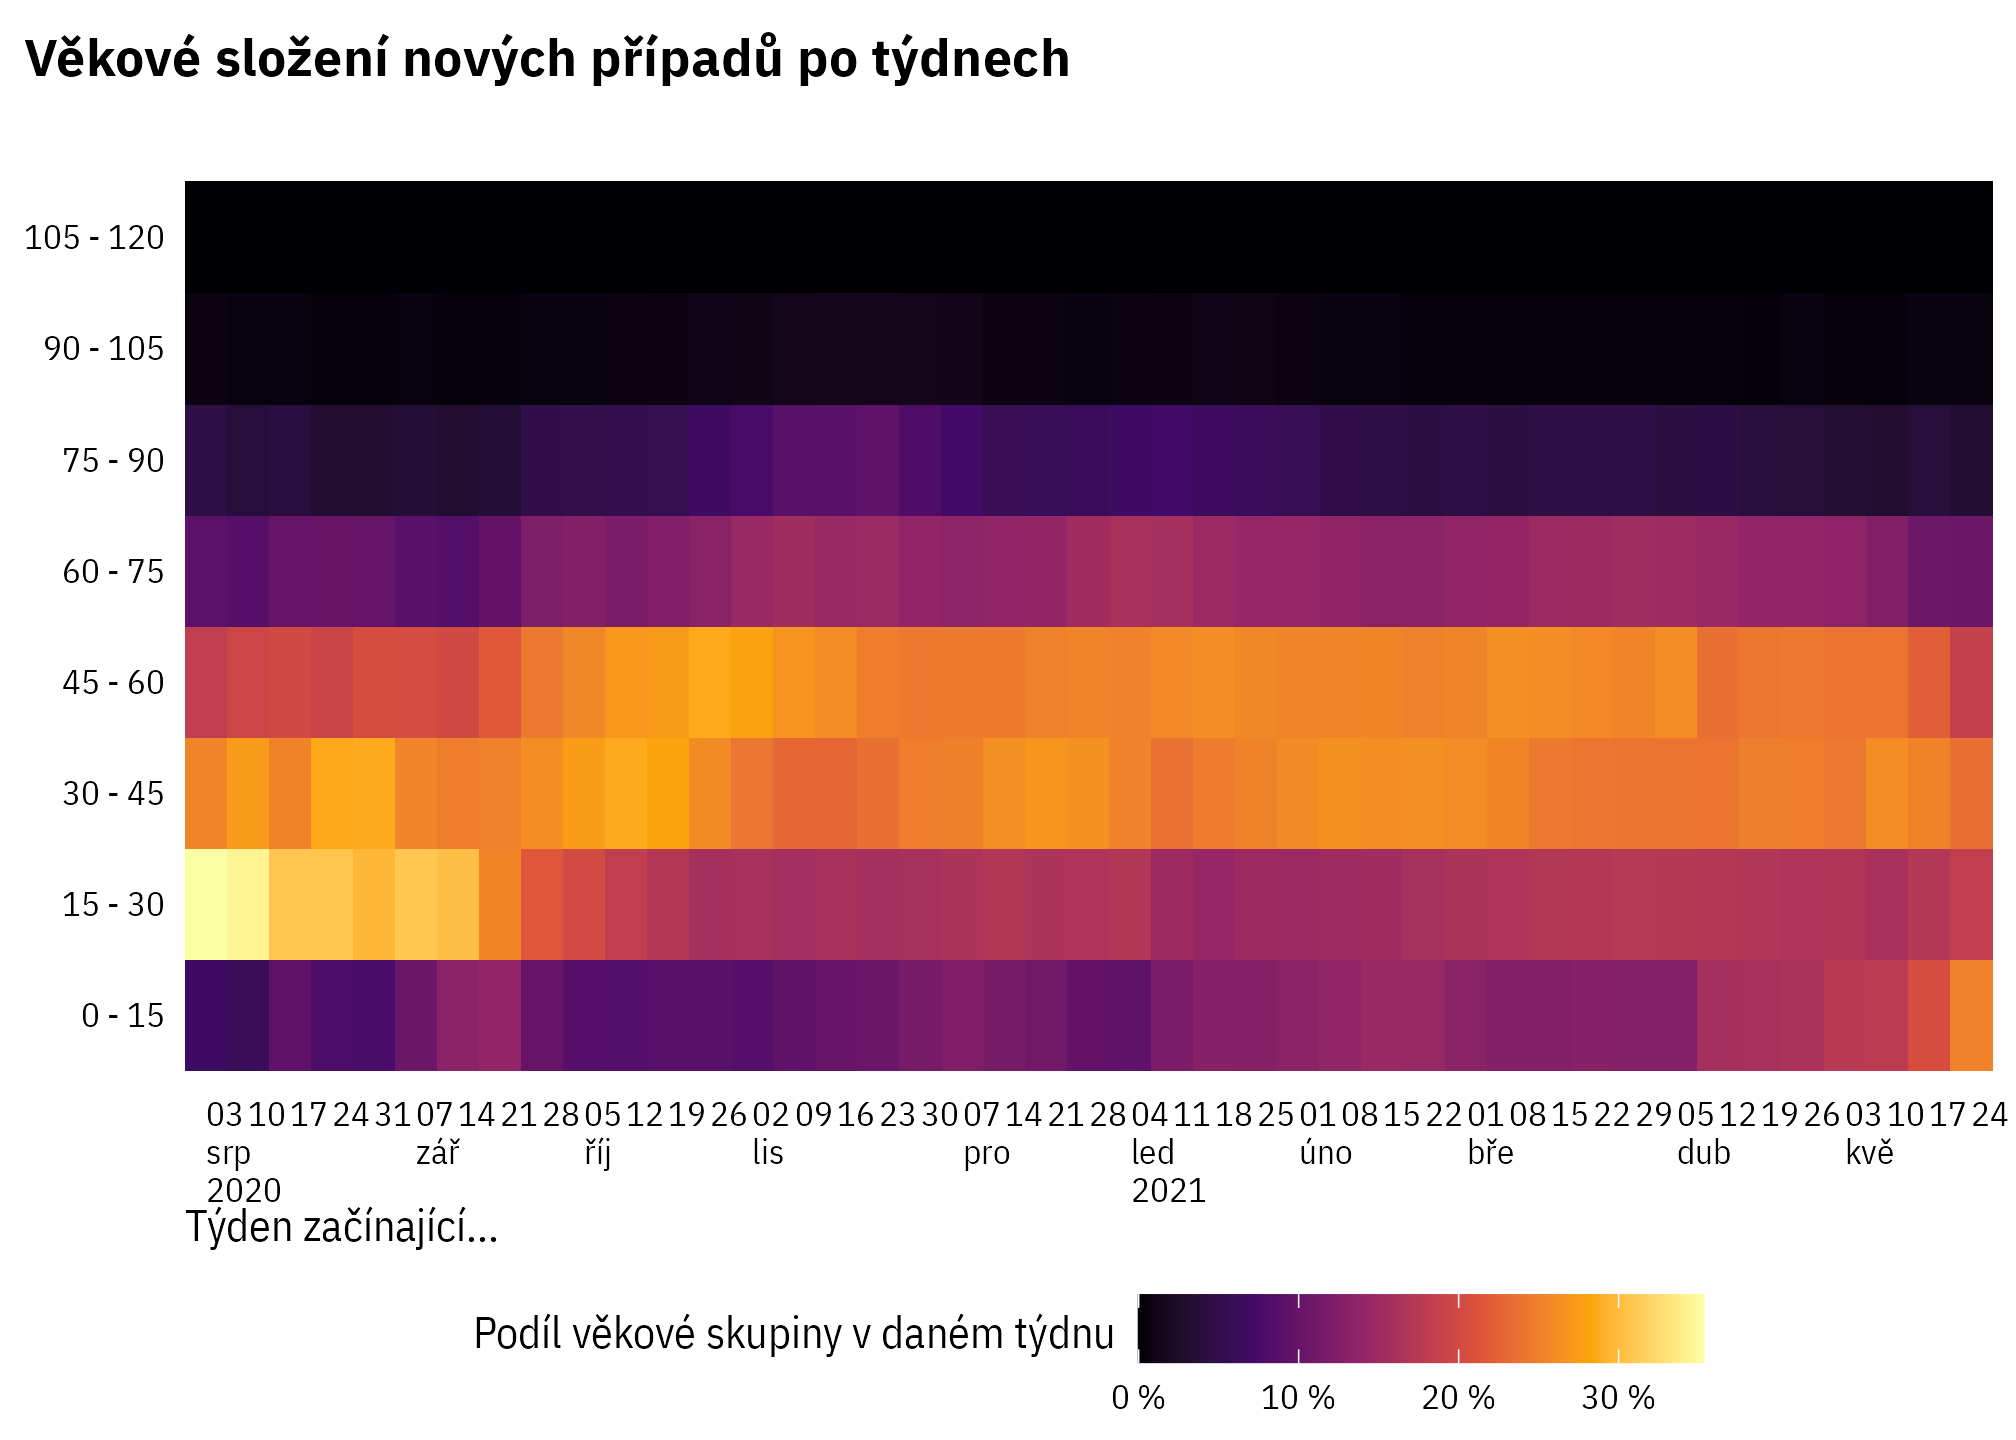 Věkové složení nových případů po týdnech
105 - 120
90 - 105
75 - 90
60 - 75
45 - 60
30 - 45
15 - 30
0 - 15
03 10 17 24 31 07 14 21 28 05 12 19 26 02 09 16 23 30 07 14 21 28 04 11 18 25 01 08 15 22 01 08 15 22 29 05 12 19 26 03 10 17 24
srp zář říj lis pro led úno bře dub kvě
2020 2021
Týden začínající...
Podíl věkové skupiny v daném týdnu
0 % 10 % 20 % 30 %